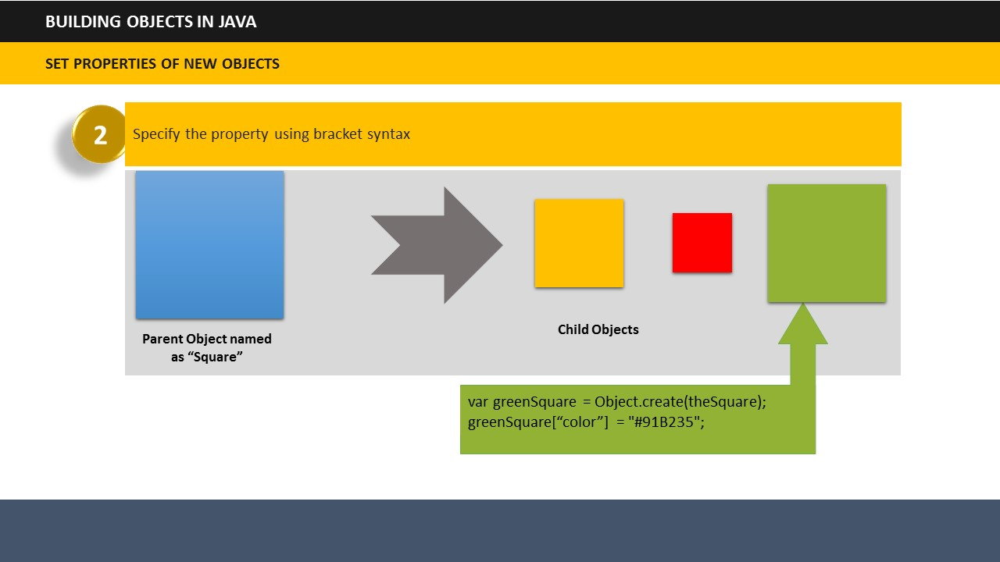 BUILDING OBJECTS IN JAVA
SET PROPERTIES OF NEW OBJECTS
2
Specify the property using bracket syntax
Parent Object named
as “Square”
Child Objects
var greenSquare = Object.create(theSquare);
greenSquare[“color”] = "#91B235";